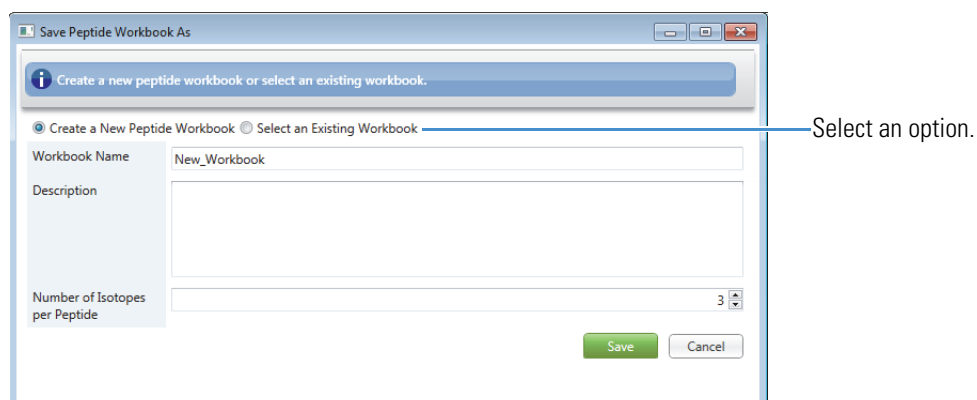 Save Peptide Workbook As
Create a new peptide workbook or select an existing workbook.
Create a New Peptide Workbook Select an Existing Workbook
Select an option.
Workbook Name New_Workbook
Description
Number of Isotopes
per Peptide
3
Save Cancel